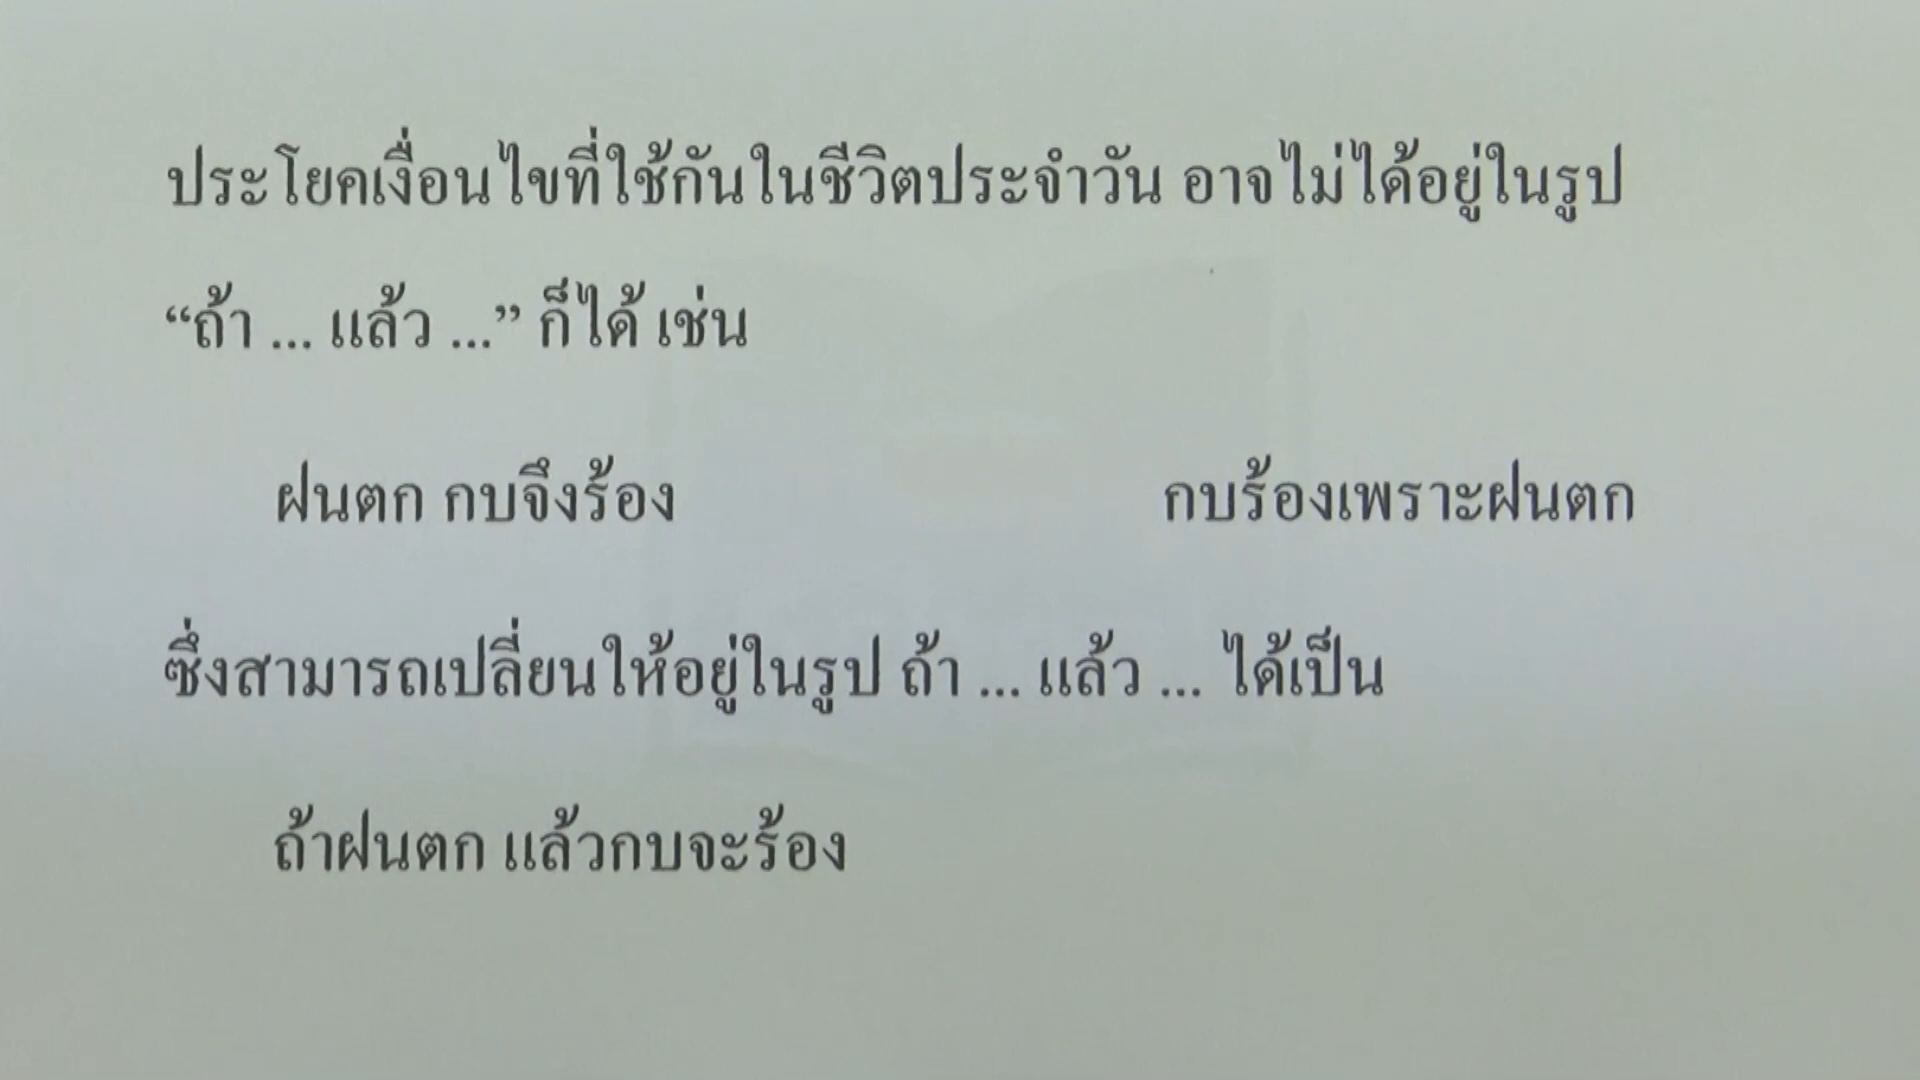 ประโยคเงื่อนไขที่ใช้กันในชีวิตประจำวัน อาจไม่ได้อยู่ในรูป
“ถ้า ... แล้ว ...” ก็ได้ เช่น
ฝนตก กบจึงร้อง กบร้องเพราะฝนตก
ซึ่งสามารถเปลี่ยนให้อยู่ในรูป ถ้า ... แล้ว ... ได้เป็น
ถ้าฝนตก แล้วกบจะร้อง